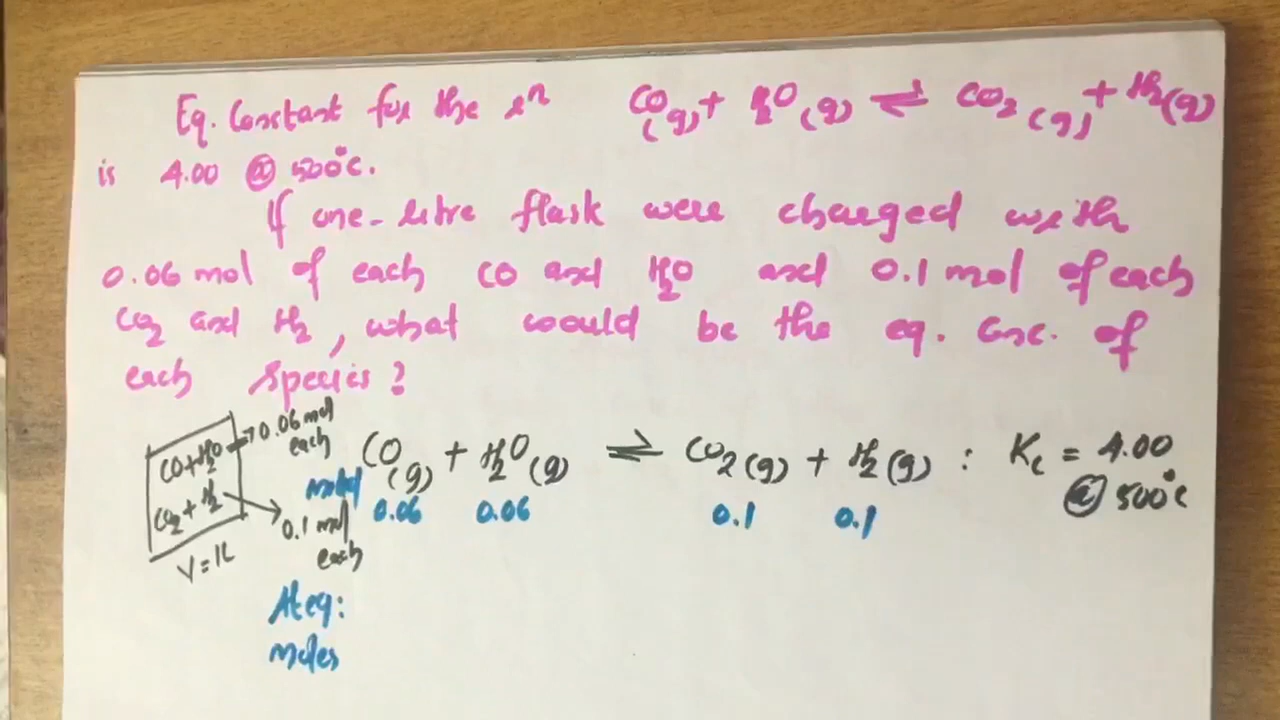 Eq. Constant for the rⁿ CO(g) + H₂O(g) ⇌ CO₂(g) + H₂(g)
is 4.00 @ 500°C.
If one-litre flask were charged with
0.06 mol of each CO and H₂O and 0.1 mol of each
CO₂ and H₂, what would be the eq. Conc. of
each species?
CO+H₂O → 0.06 mol each
CO₂ + H₂ → 0.1 mol each
V = 1L
CO(g) + H₂O(g) ⇌ CO₂(g) + H₂(g) : Kc = 4.00
@ 500°C
0.06 0.06 0.1 0.1
At eq:
moles